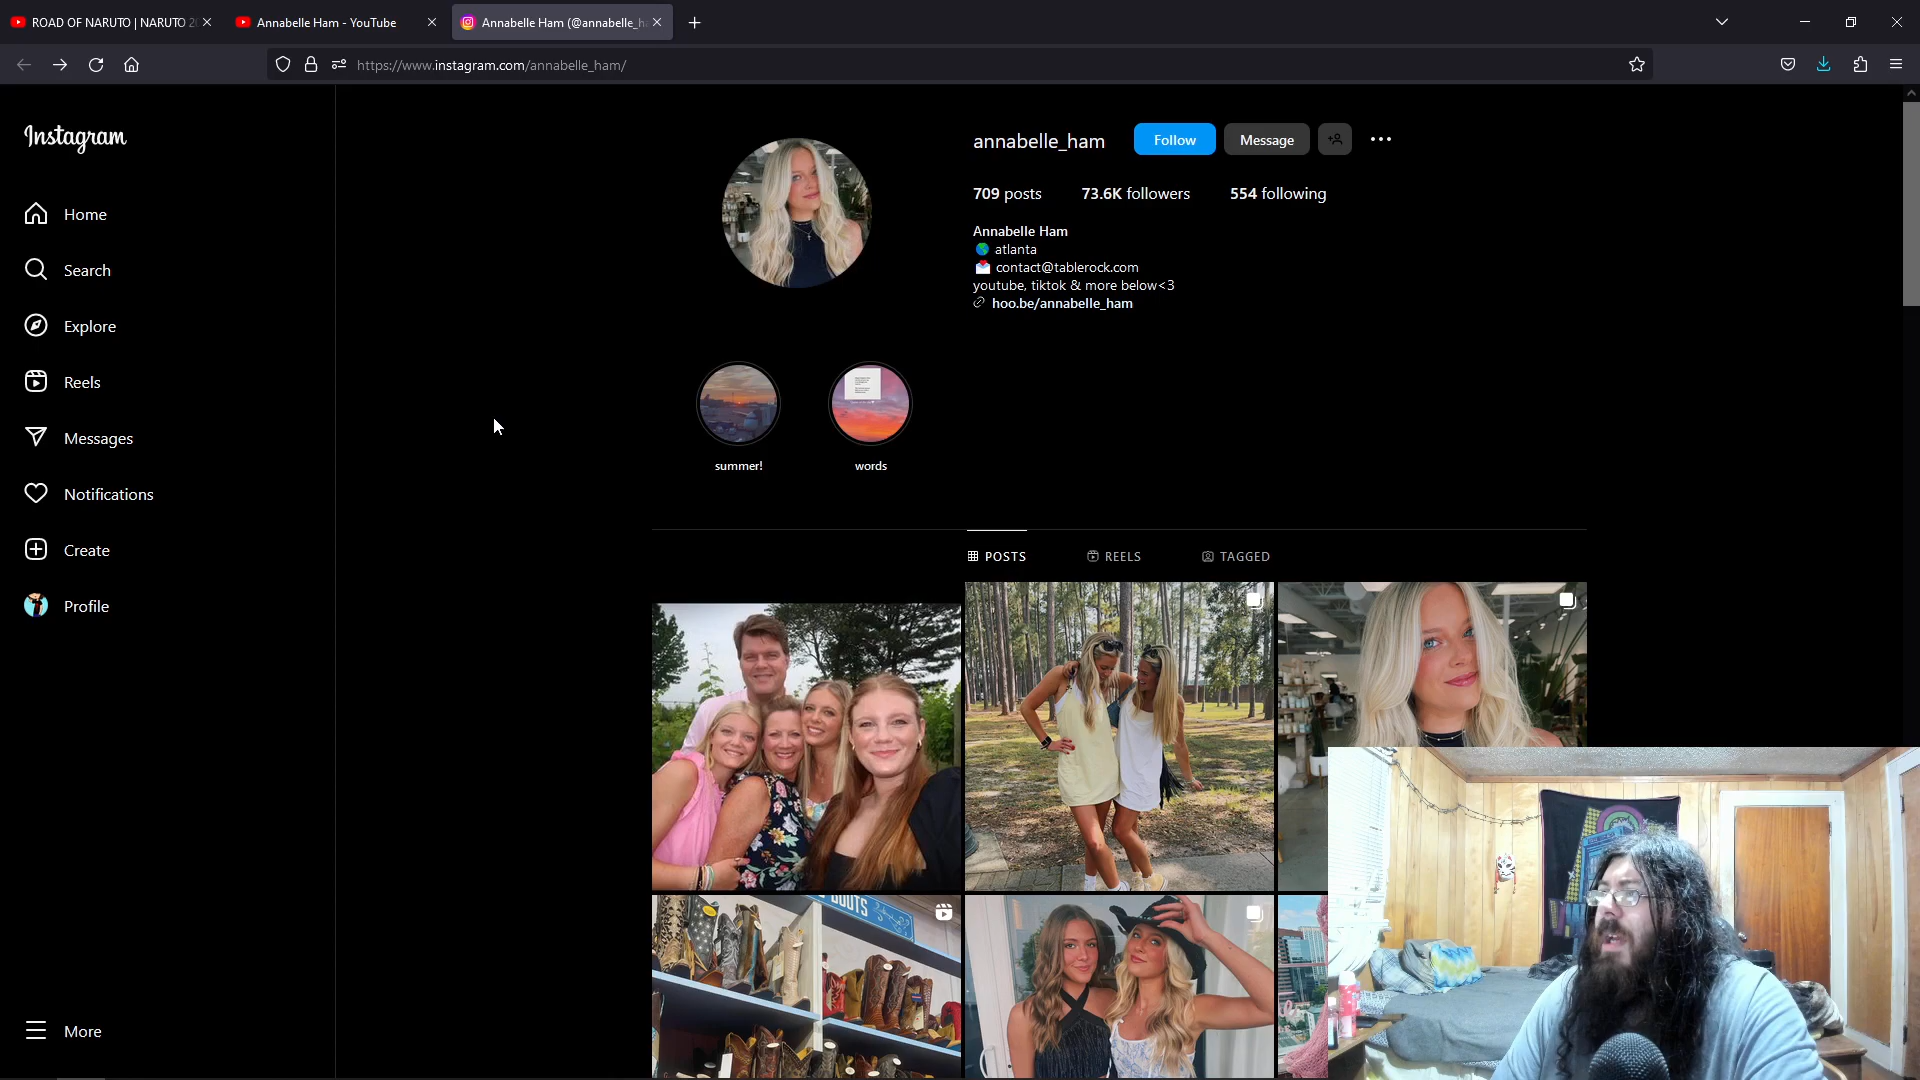 ROAD OF NARUTO | NARUTO 2
Annabelle Ham - YouTube
Annabelle Ham (@annabelle_ha
https://www.instagram.com/annabelle_ham/
Instagram
Home
Search
Explore
Reels
Messages
Notifications
Create
Profile
More
annabelle_ham
Follow
Message
709 posts
73.6K followers
554 following
Annabelle Ham
atlanta
contact@tablerock.com
youtube, tiktok & more below<3
hoo.be/annabelle_ham
summer!
words
POSTS
REELS
TAGGED
BOOTS